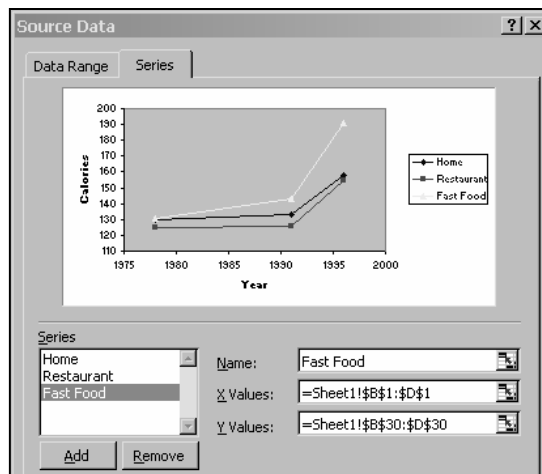 Source Data
Data Range
Series
200
190
180
170
160
150
140
130
120
110
Calories
1975
1980
1985
1990
1995
2000
Year
Home
Restaurant
Fast Food
Series
Home
Restaurant
Fast Food
Add
Remove
Name:
Fast Food
X Values:
=Sheet1!$B$1:$D$1
Y Values:
=Sheet1!$B$30:$D$30